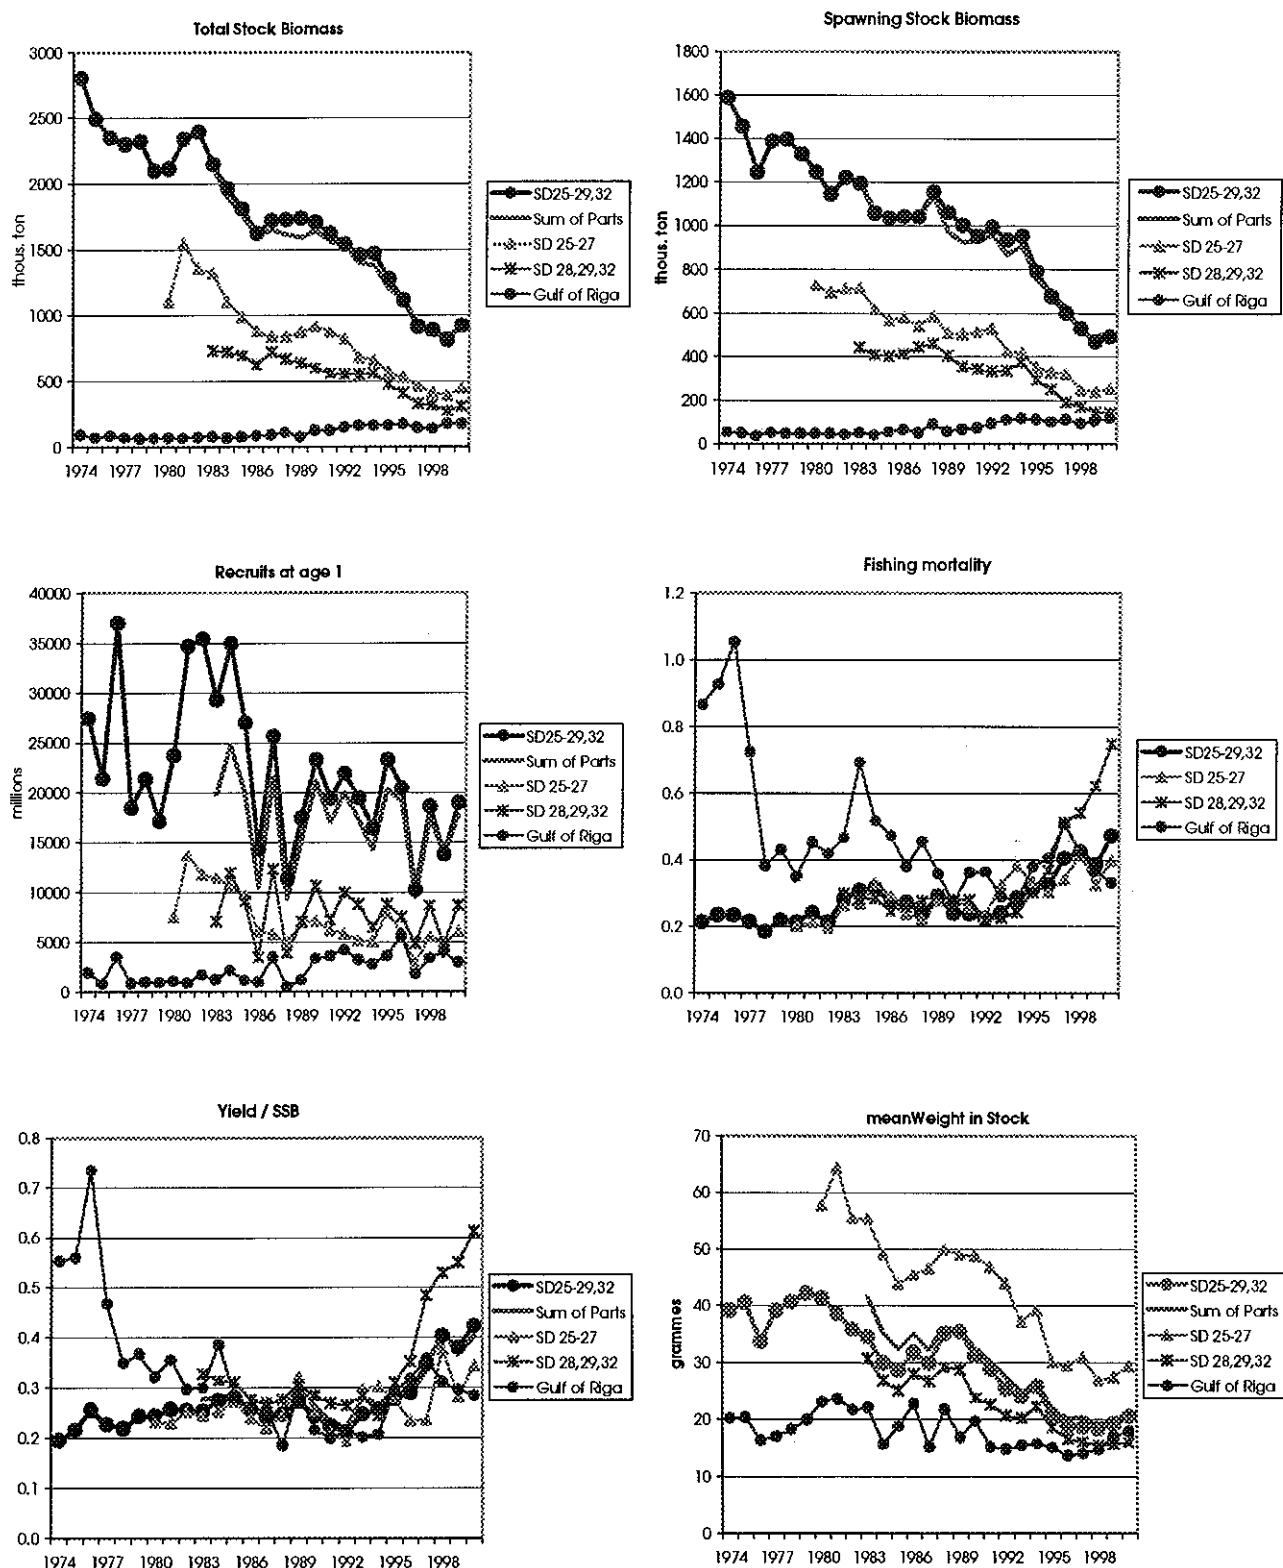 Total Stock Biomass
3000
2500
2000
1500
1000
500
0
thous. ton
1974 1977 1980 1983 1986 1989 1992 1995 1998
SD25-29,32
Sum of Parts
SD 25-27
SD 28,29,32
Gulf of Riga
Spawning Stock Biomass
1800
1600
1400
1200
1000
800
600
400
200
0
thous. ton
1974 1977 1980 1983 1986 1989 1992 1995 1998
SD25-29,32
Sum of Parts
SD 25-27
SD 28,29,32
Gulf of Riga
Recruits at age 1
40000
35000
30000
25000
20000
15000
10000
5000
0
millions
1974 1977 1980 1983 1986 1989 1992 1995 1998
SD25-29,32
Sum of Parts
SD 25-27
SD 28,29,32
Gulf of Riga
Fishing mortality
1.2
1.0
0.8
0.6
0.4
0.2
0.0
1974 1977 1980 1983 1986 1989 1992 1995 1998
SD25-29,32
SD 25-27
SD 28,29,32
Gulf of Riga
Yield / SSB
0.8
0.7
0.6
0.5
0.4
0.3
0.2
0.1
0.0
1974 1977 1980 1983 1986 1989 1992 1995 1998
SD25-29,32
Sum of Parts
SD 25-27
SD 28,29,32
Gulf of Riga
meanWeight in Stock
70
60
50
40
30
20
10
0
grammes
1974 1977 1980 1983 1986 1989 1992 1995 1998
SD25-29,32
Sum of Parts
SD 25-27
SD 28,29,32
Gulf of Riga